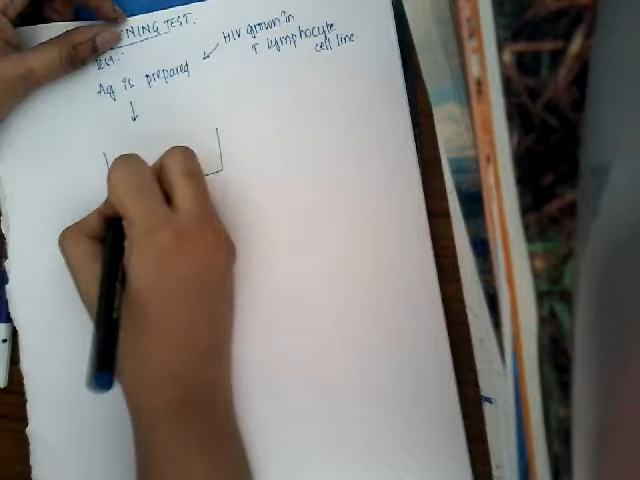 NING TEST.
Ag is prepared
HIV grown in
T lymphocyte
cell line